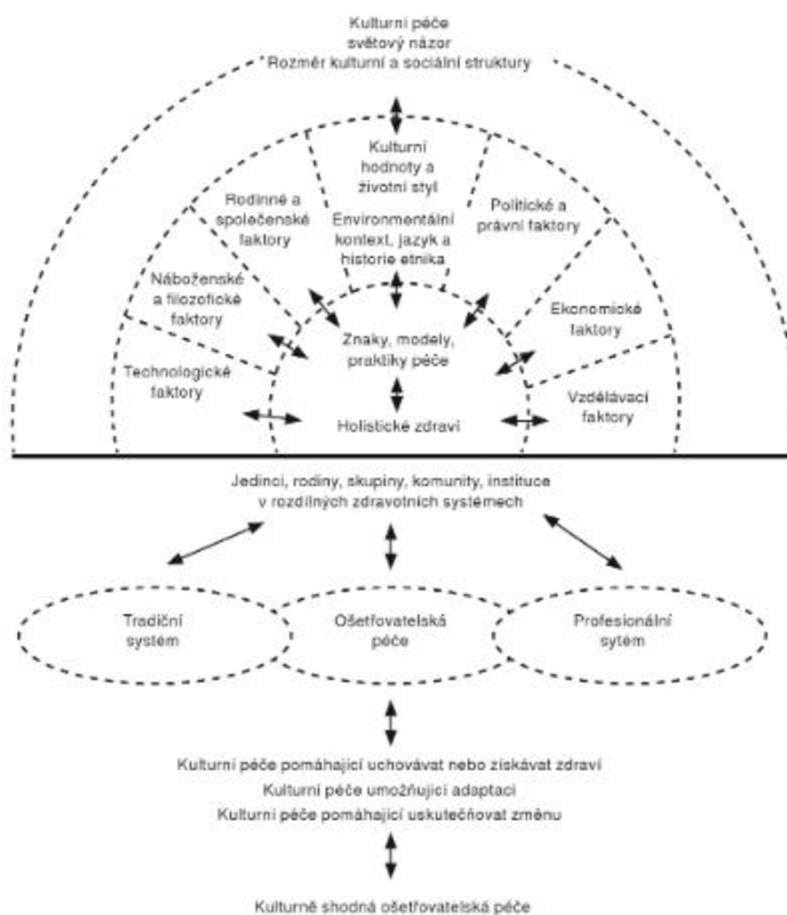 Kulturní péče
světový názor
Rozměr kulturní a sociální struktury
Kulturní
hodnoty a
životní styl
Rodinné a
společenské
faktory
Environmentální
kontext, jazyk a
historie etnika
Politické a
právní faktory
Náboženské
a filozofické
faktory
Ekonomické
faktory
Znaky, modely,
praktiky péče
Technologické
faktory
Vzdělávací
faktory
Holistické zdraví
Jedinci, rodiny, skupiny, komunity, instituce
v rozdílných zdravotních systémech
Tradiční
systém
Ošetřovatelská
péče
Profesionální
sytém
Kulturní péče pomáhající uchovávat nebo získávat zdraví
Kulturní péče umožňující adaptaci
Kulturní péče pomáhající uskutečňovat změnu
Kulturně shodná ošetřovatelská péče